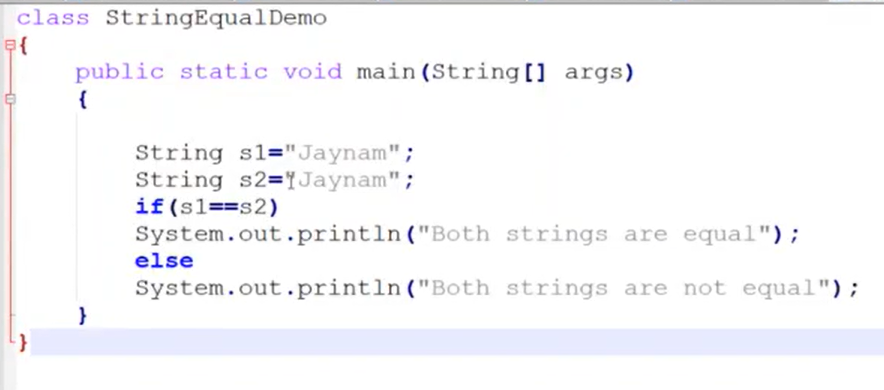 class StringEqualDemo
{
public static void main(String[] args)
{
String s1="Jaynam";
String s2="Jaynam";
if(s1==s2)
System.out.println("Both strings are equal");
else
System.out.println("Both strings are not equal");
}
}